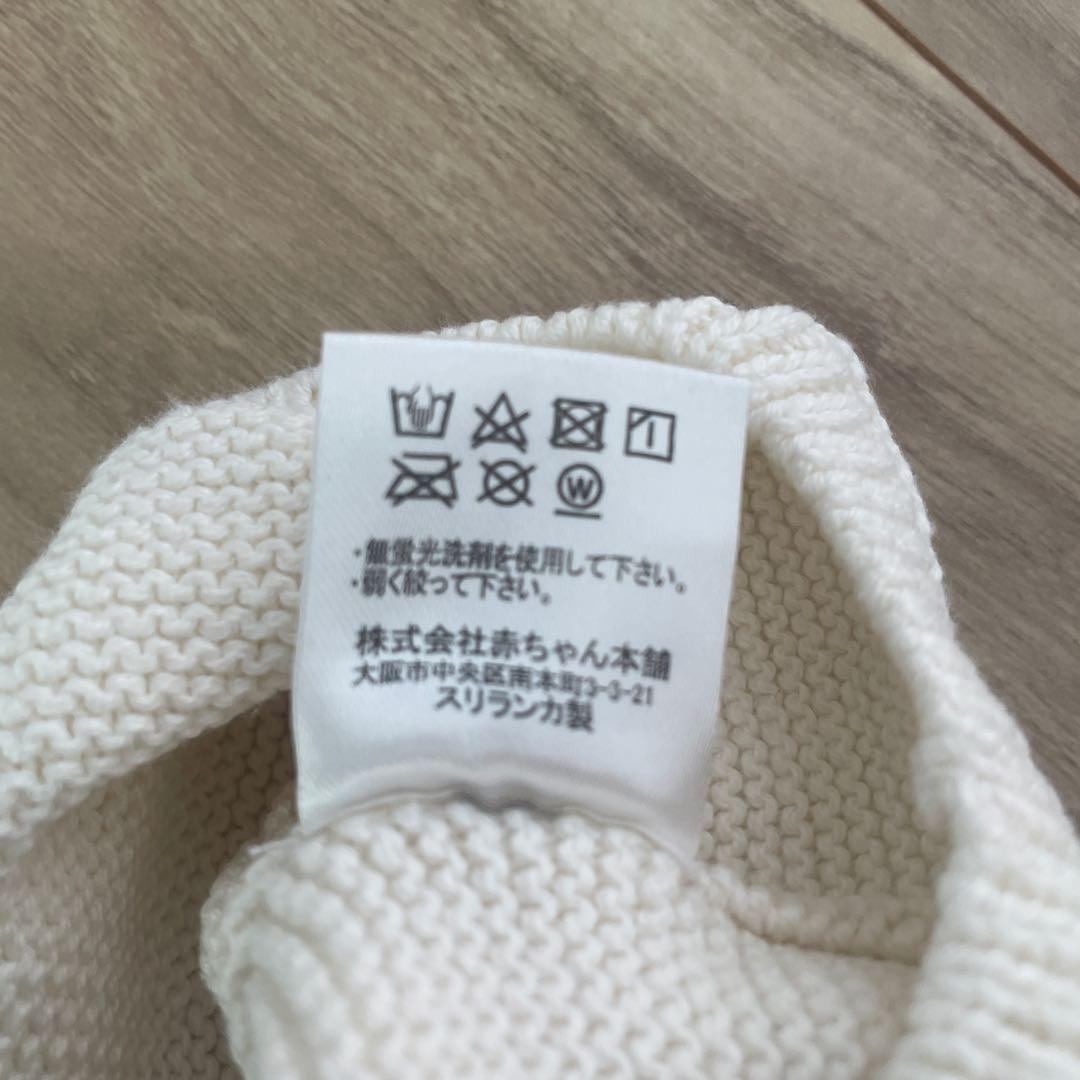 W
・無蛍光洗剤を使用して下さい。
・弱く絞って下さい。
株式会社赤ちゃん本舗
大阪市中央区南本町3-3-21
スリランカ製